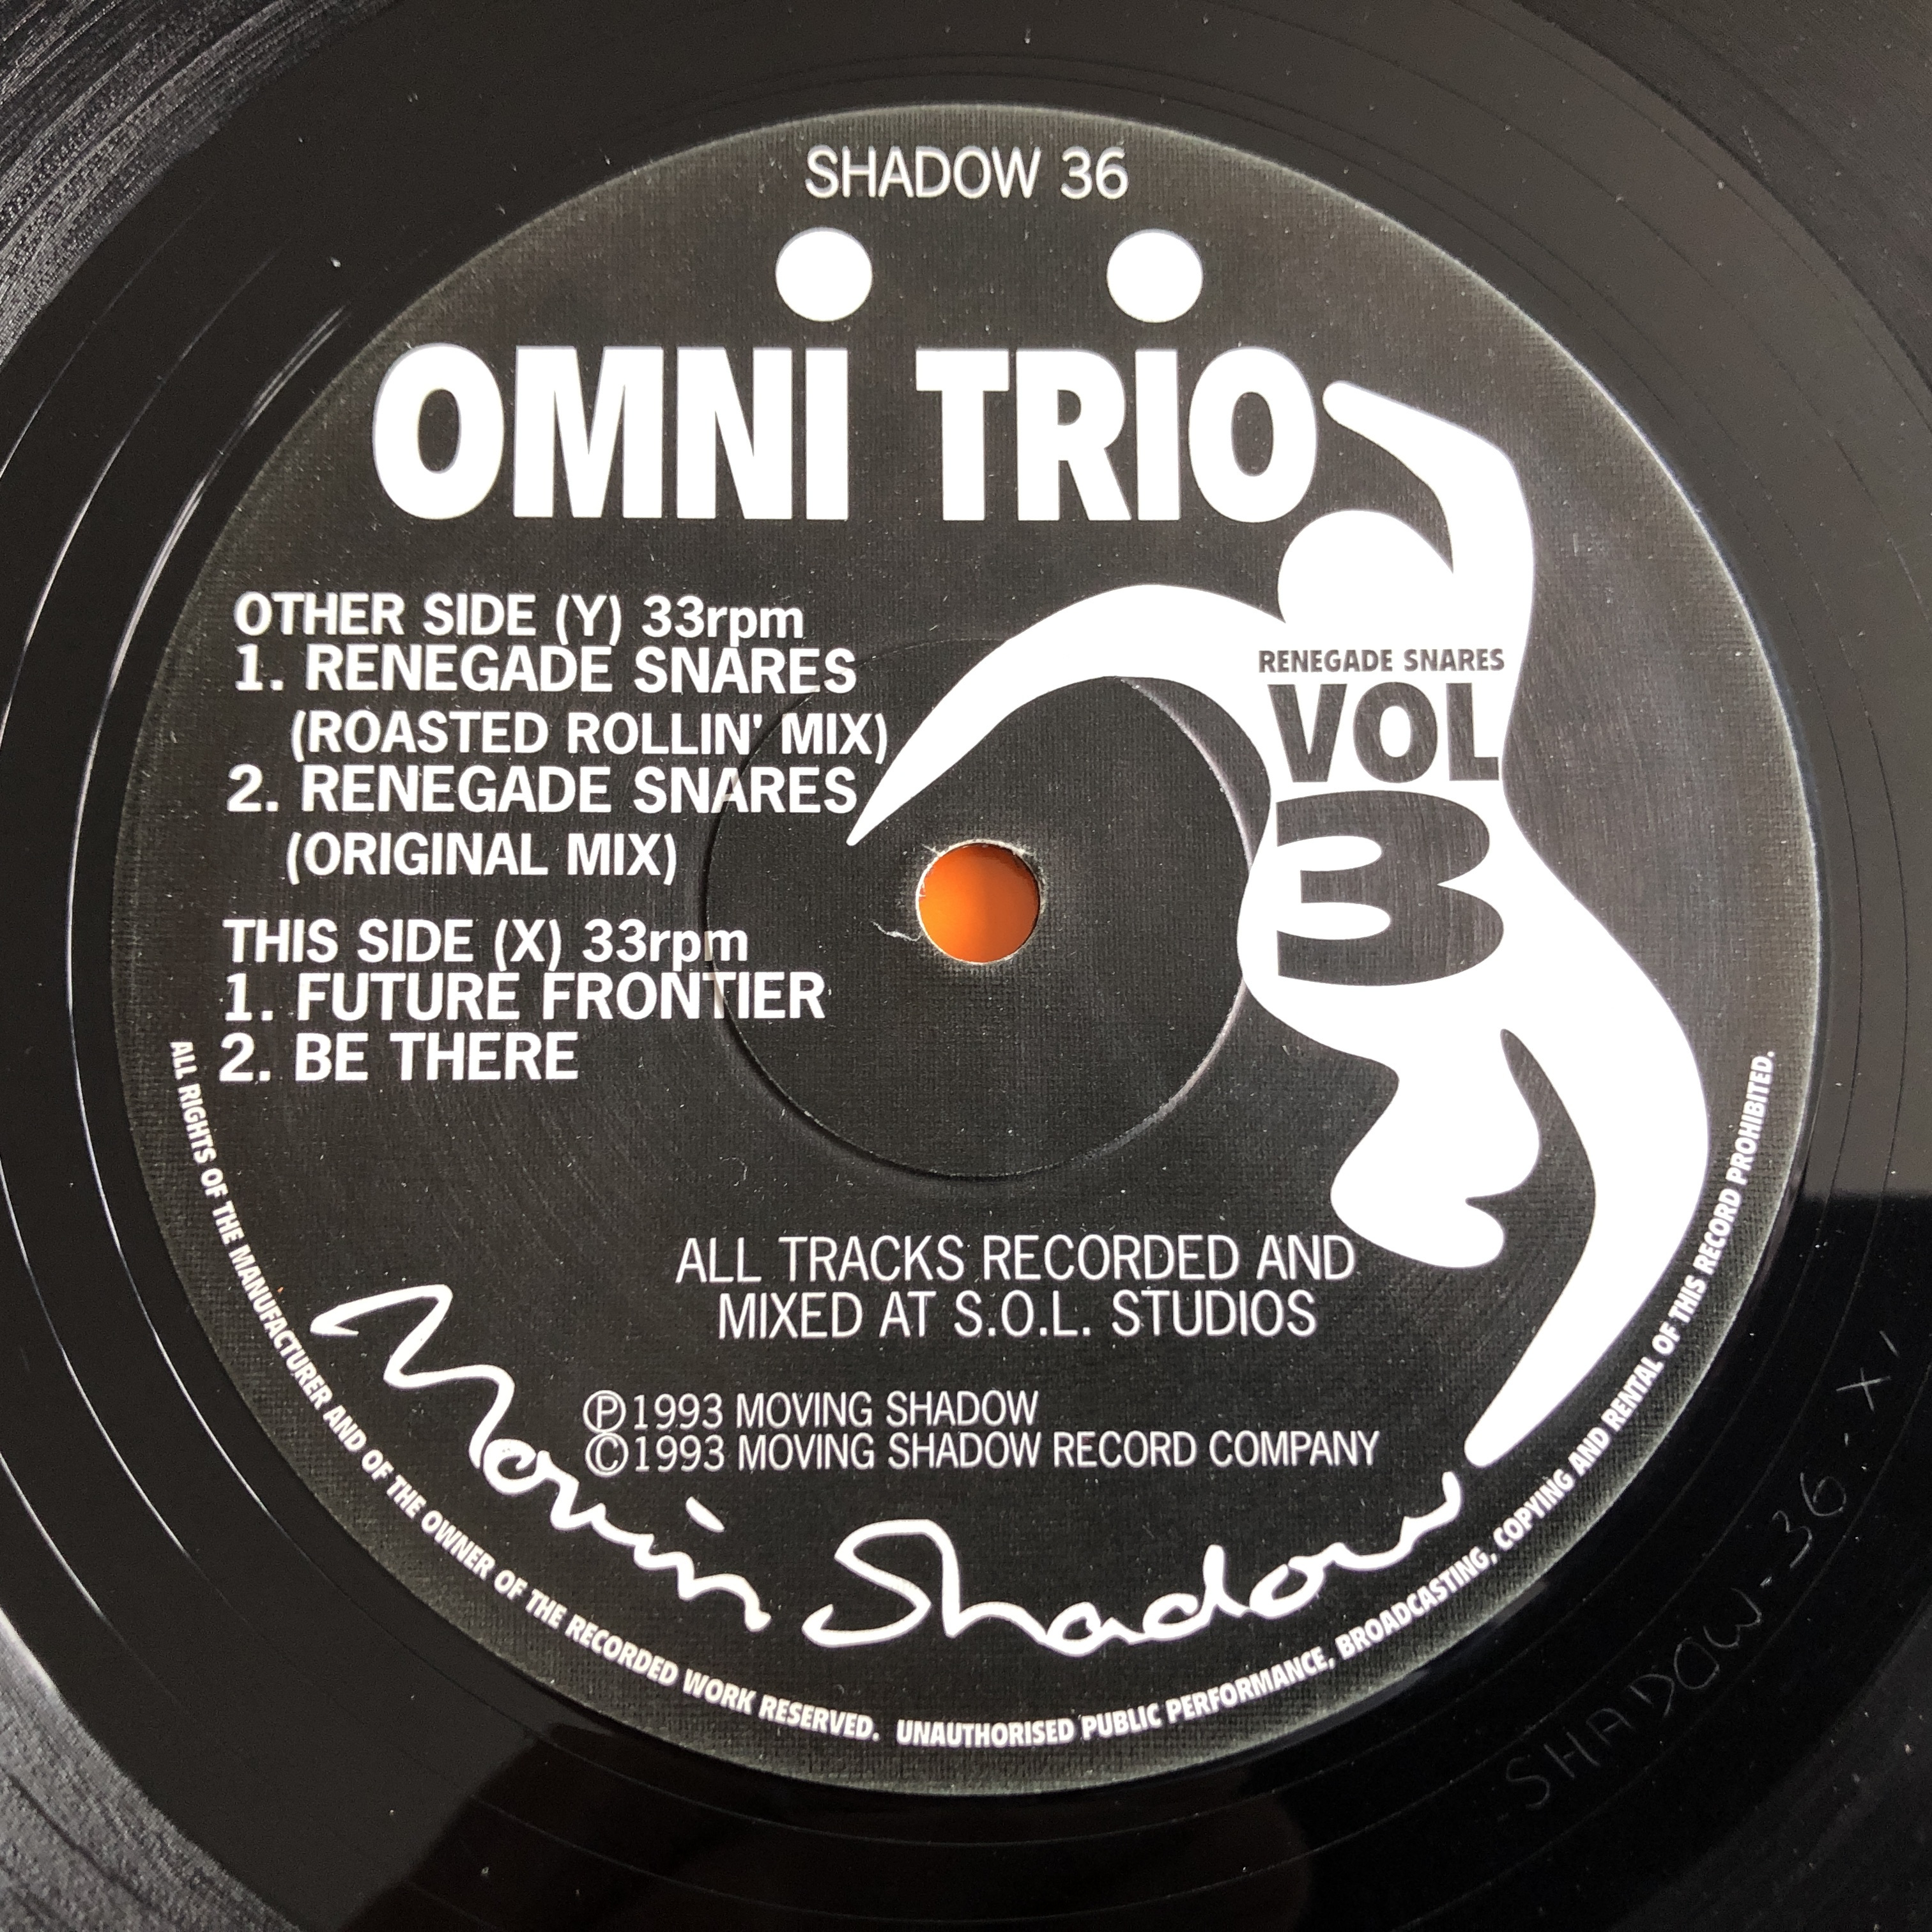 SHADOW 36
OMNi TRiO
OTHER SIDE (Y) 33rpm
1. RENEGADE SNARES
(ROASTED ROLLIN' MIX)
2. RENEGADE SNARES
(ORIGINAL MIX)
THIS SIDE (X) 33rpm
1. FUTURE FRONTIER
2. BE THERE
RENEGADE SNARES
VOL
3
ALL TRACKS RECORDED AND
MIXED AT S.O.L. STUDIOS
℗1993 MOVING SHADOW
©1993 MOVING SHADOW RECORD COMPANY
Movin Shadow
ALL RIGHTS OF THE MANUFACTURER AND OF THE OWNER OF THE RECORDED WORK RESERVED. UNAUTHORISED PUBLIC PERFORMANCE, BROADCASTING, COPYING AND RENTAL OF THIS RECORD PROHIBITED.
SHADOW-36-X1